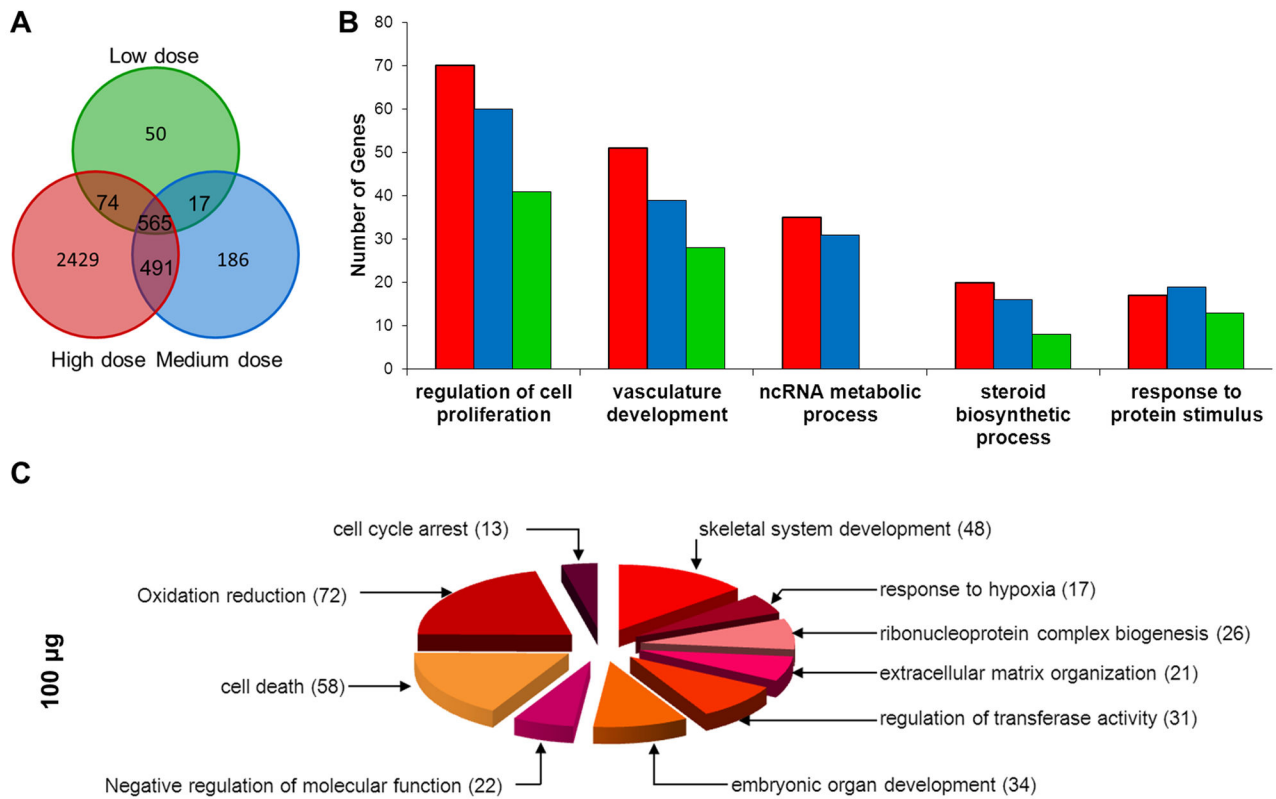 A
Low dose
50
74
17
565
2429
491
186
High dose
Medium dose
B
Number of Genes
80
70
60
50
40
30
20
10
0
regulation of cell
proliferation
vasculature
development
ncRNA metabolic
process
steroid
biosynthetic
process
response to
protein stimulus
C
100 µg
cell cycle arrest (13)
skeletal system development (48)
Oxidation reduction (72)
response to hypoxia (17)
ribonucleoprotein complex biogenesis (26)
extracellular matrix organization (21)
cell death (58)
regulation of transferase activity (31)
Negative regulation of molecular function (22)
embryonic organ development (34)